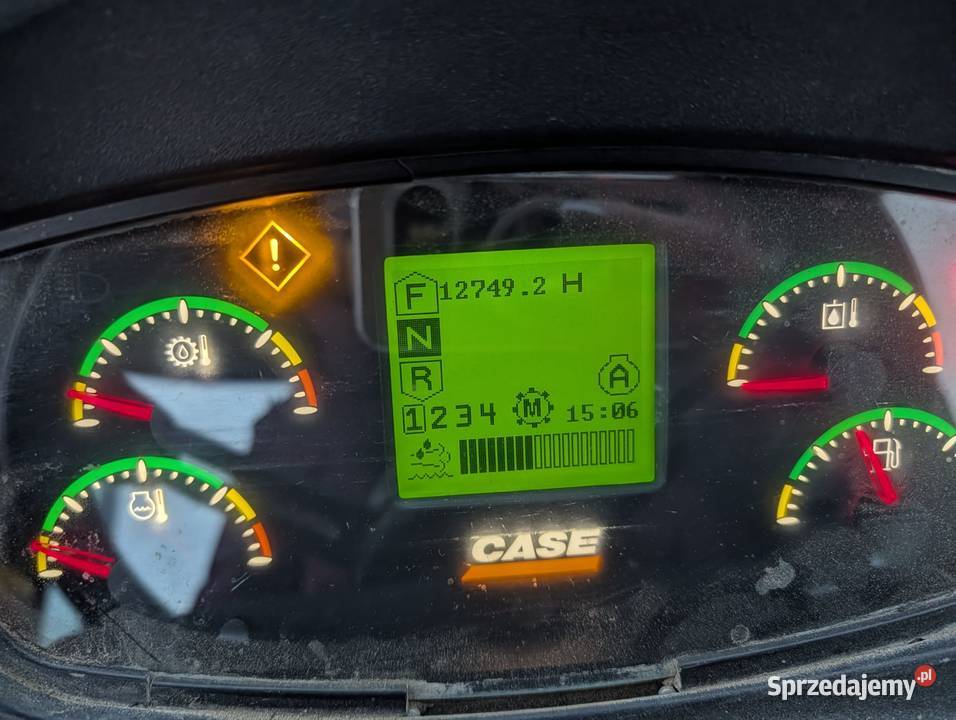 F 12749.2 H
N
R
A
1 2 3 4 M 15:06
CASE
Sprzedajemy.pl